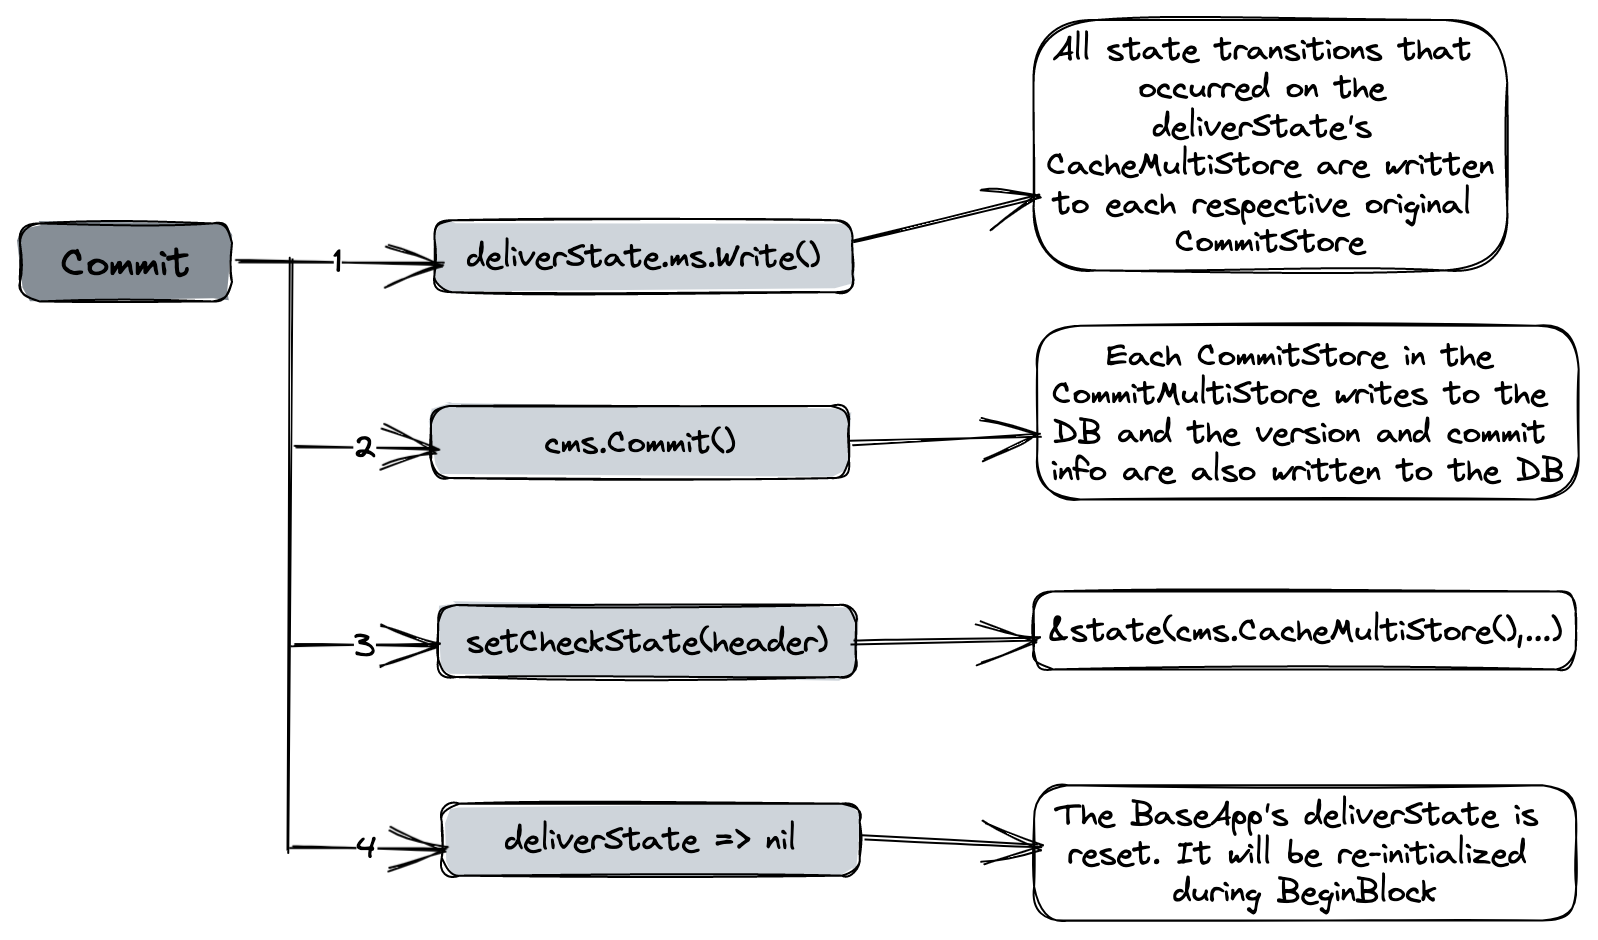 Commit
1
deliverState.ms.Write()
All state transitions that
occurred on the
deliverState's
CacheMultiStore are written
to each respective original
CommitStore
2
cms.Commit()
Each CommitStore in the
CommitMultiStore writes to the
DB and the version and commit
info are also written to the DB
3
setCheckState(header)
&state(cms.CacheMultiStore(),...)
4
deliverState => nil
The BaseApp's deliverState is
reset. It will be re-initialized
during BeginBlock